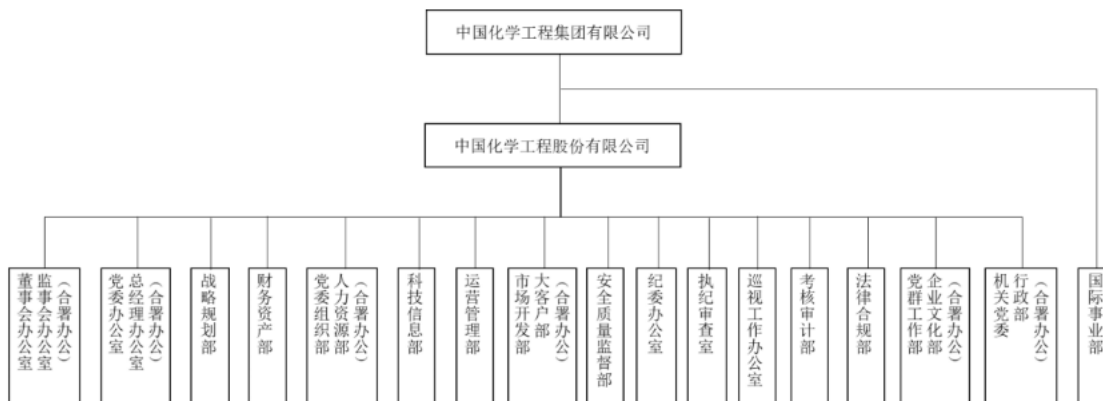 中国化学工程集团有限公司
中国化学工程股份有限公司
董事会办公室
监事会办公室
（合署办公）
党委办公室
总经理办公室
（合署办公）
战略规划部
财务资产部
党委组织部
人力资源部
（合署办公）
科技信息部
运营管理部
市场开发部
大客户部
（合署办公）
安全质量监督部
纪委办公室
执纪审查室
巡视工作办公室
考核审计部
法律合规部
党群工作部
企业文化部
（合署办公）
机关党委
行政部
（合署办公）
国际事业部